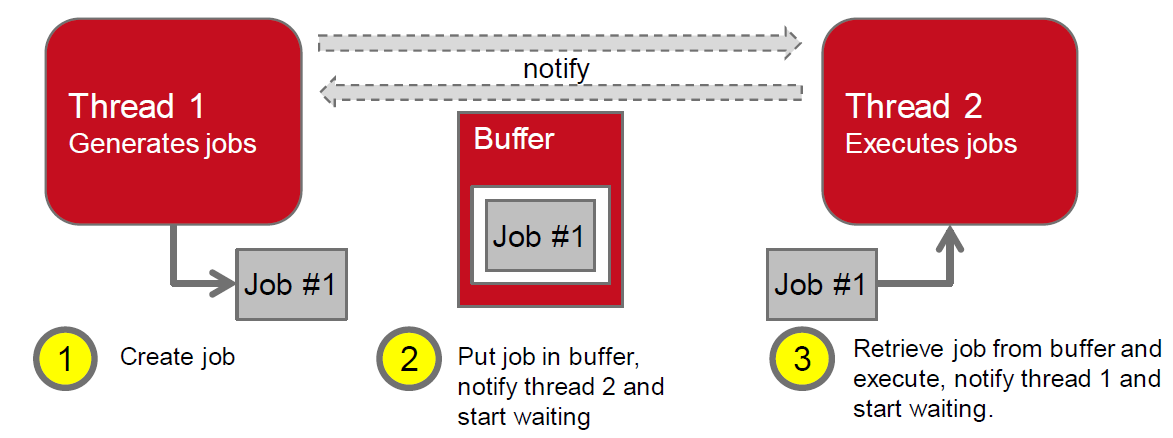 Thread 1
Generates jobs
notify
Thread 2
Executes jobs
Buffer
Job #1
Job #1
Job #1
1
Create job
2
Put job in buffer,
notify thread 2 and
start waiting
3
Retrieve job from buffer and
execute, notify thread 1 and
start waiting.